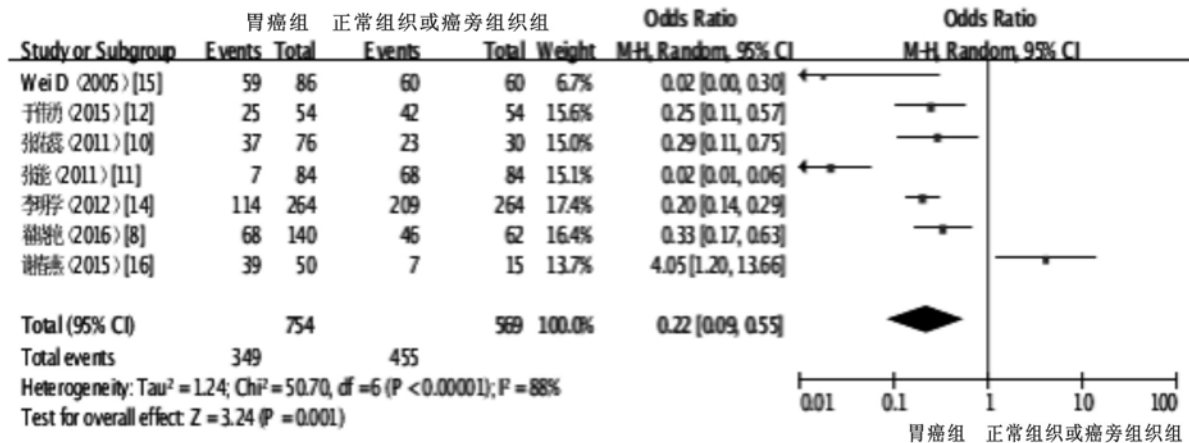 胃癌组 正常组织或癌旁组织组 Odds Ratio Odds Ratio
Study or Subgroup Events Total Events Total Weight M-H, Random, 95% CI M-H, Random, 95% CI
Wei D (2005) [15] 59 86 60 60 6.7% 0.02 [0.00, 0.30]
(2015) [12] 25 54 42 54 15.6% 0.25 [0.11, 0.57]
(2011) [10] 37 76 23 30 15.0% 0.29 [0.11, 0.75]
(2011) [11] 7 84 68 84 15.1% 0.02 [0.01, 0.06]
(2012) [14] 114 264 209 264 17.4% 0.20 [0.14, 0.29]
(2016) [8] 68 140 46 62 16.4% 0.33 [0.17, 0.63]
(2015) [16] 39 50 7 15 13.7% 4.05 [1.20, 13.66]
Total (95% CI) 754 569 100.0% 0.22 [0.09, 0.55]
Total events 349 455
Heterogeneity: Tau² = 1.24; Chi² = 50.70, df = 6 (P < 0.00001); I² = 88%
Test for overall effect: Z = 3.24 (P = 0.001)
0.01 0.1 1 10 100
胃癌组 正常组织或癌旁组织组